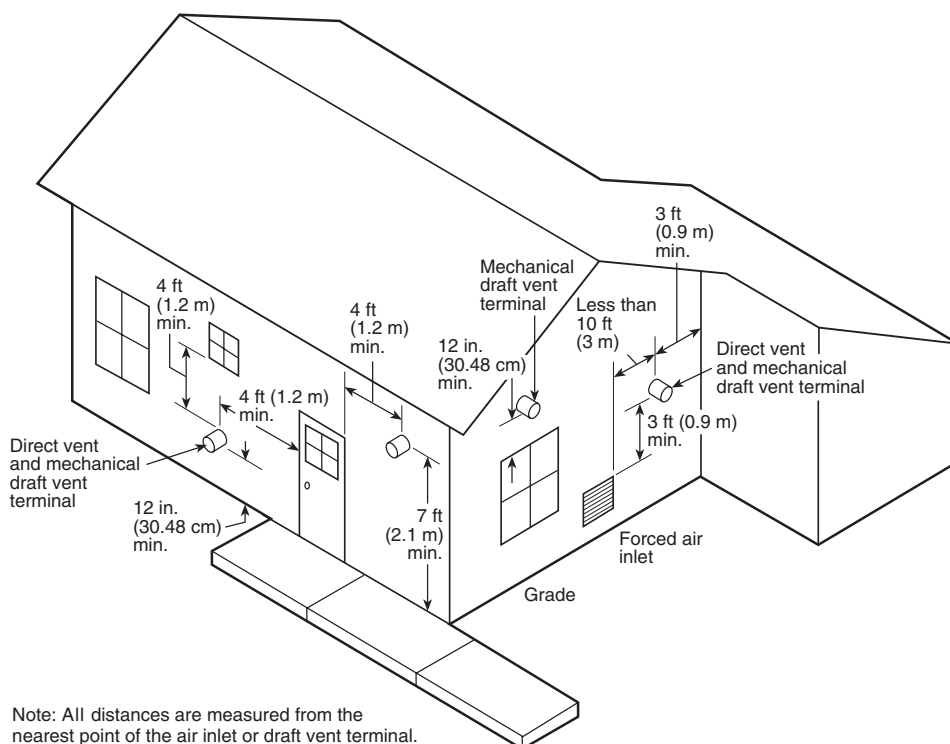 3 ft
(0.9 m)
min.
Mechanical
draft vent
terminal
Less than
10 ft
(3 m)
4 ft
(1.2 m)
min.
4 ft
(1.2 m)
min.
12 in.
(30.48 cm)
min.
Direct vent
and mechanical
draft vent terminal
4 ft (1.2 m)
min.
3 ft (0.9 m)
min.
Direct vent
and mechanical
draft vent
terminal
12 in.
(30.48 cm)
min.
7 ft
(2.1 m)
min.
Forced air
inlet
Grade
Note: All distances are measured from the
nearest point of the air inlet or draft vent terminal.